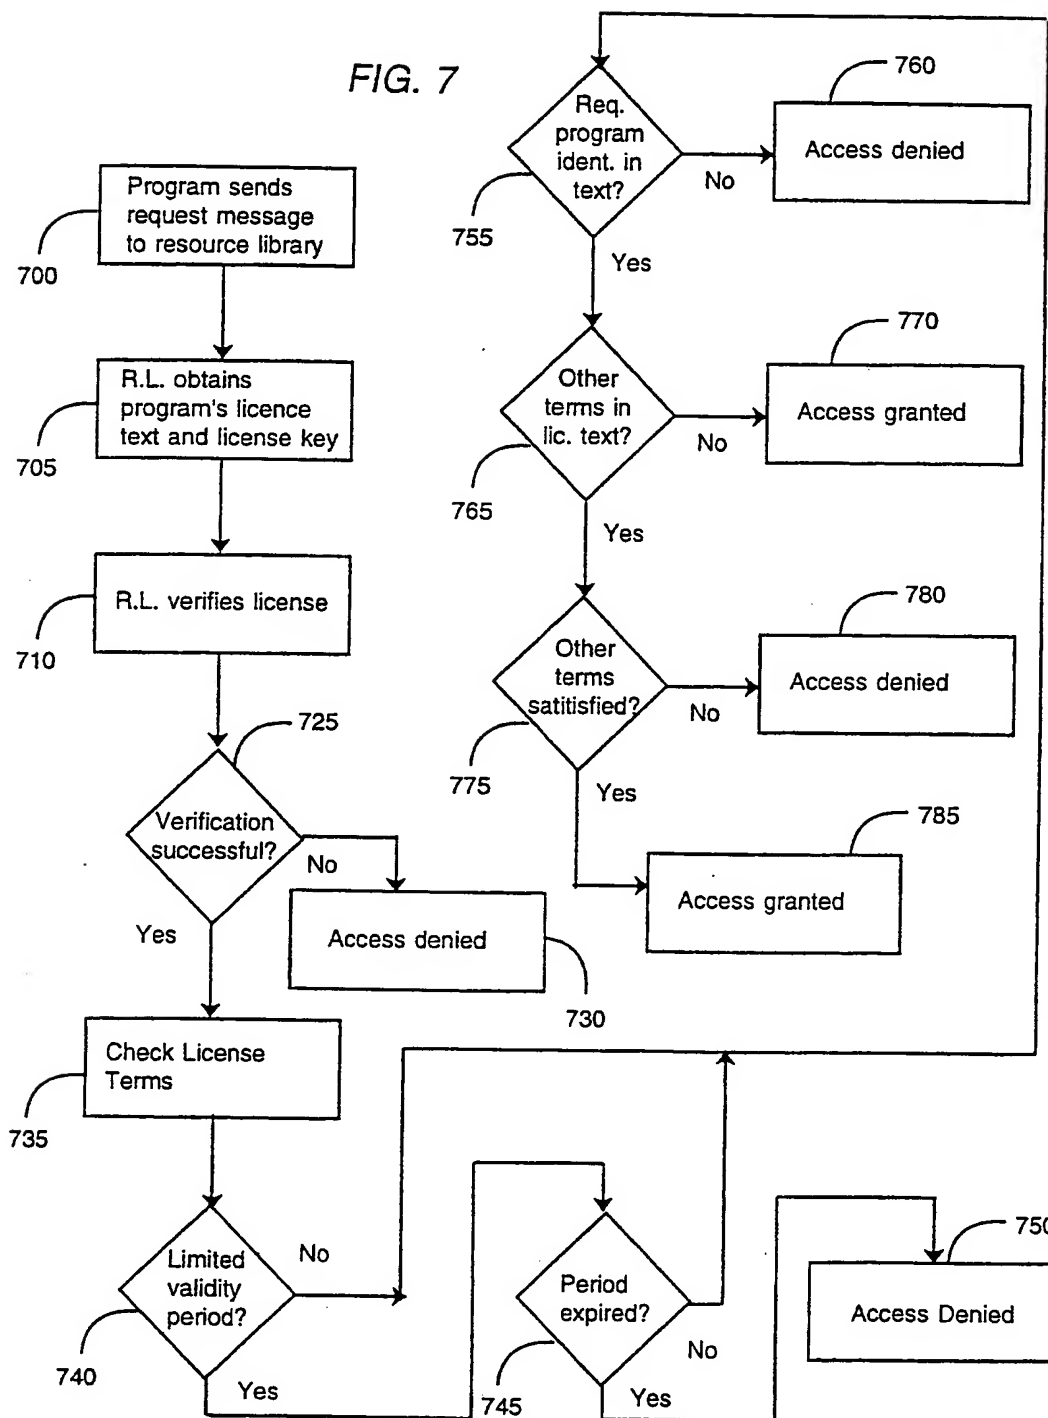 FIG. 7
Program sends
request message
to resource library
700
R.L. obtains
program's licence
text and license key
705
R.L. verifies license
710
725
Verification
successful?
No
Yes
Access denied
730
Check License
Terms
735
Limited
validity
period?
No
740
Yes
Period
expired?
No
745
Yes
750
Access Denied
Req.
program
ident. in
text?
755
No
760
Access denied
Yes
Other
terms in
lic. text?
765
No
770
Access granted
Yes
Other
terms
satitisfied?
775
No
780
Access denied
Yes
785
Access granted